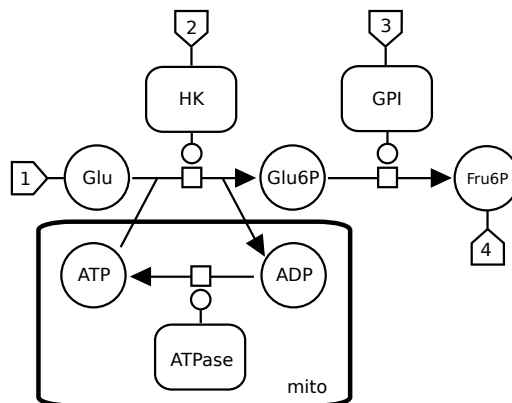 2
3
HK
GPI
1
Glu
Glu6P
Fru6P
4
ATP
ADP
ATPase
mito